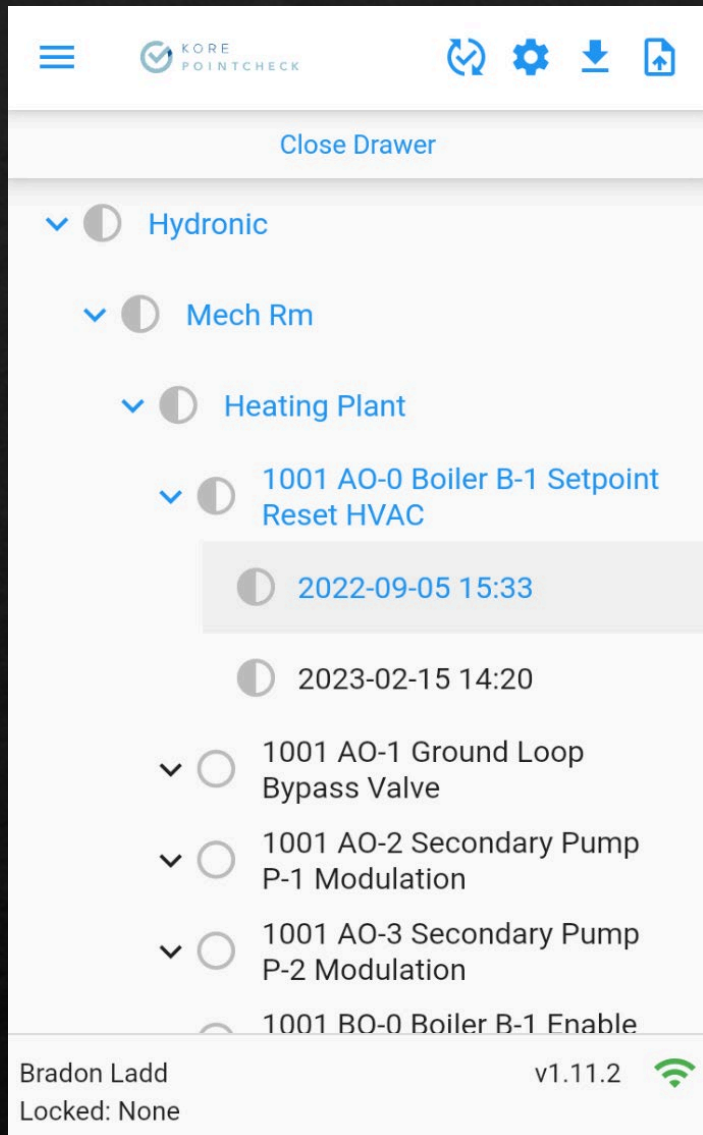 KORE
POINTCHECK
Close Drawer
Hydronic
Mech Rm
Heating Plant
1001 AO-0 Boiler B-1 Setpoint
Reset HVAC
2022-09-05 15:33
2023-02-15 14:20
1001 AO-1 Ground Loop
Bypass Valve
1001 AO-2 Secondary Pump
P-1 Modulation
1001 AO-3 Secondary Pump
P-2 Modulation
1001 BO-0 Boiler B-1 Enable
Bradon Ladd
v1.11.2
Locked: None